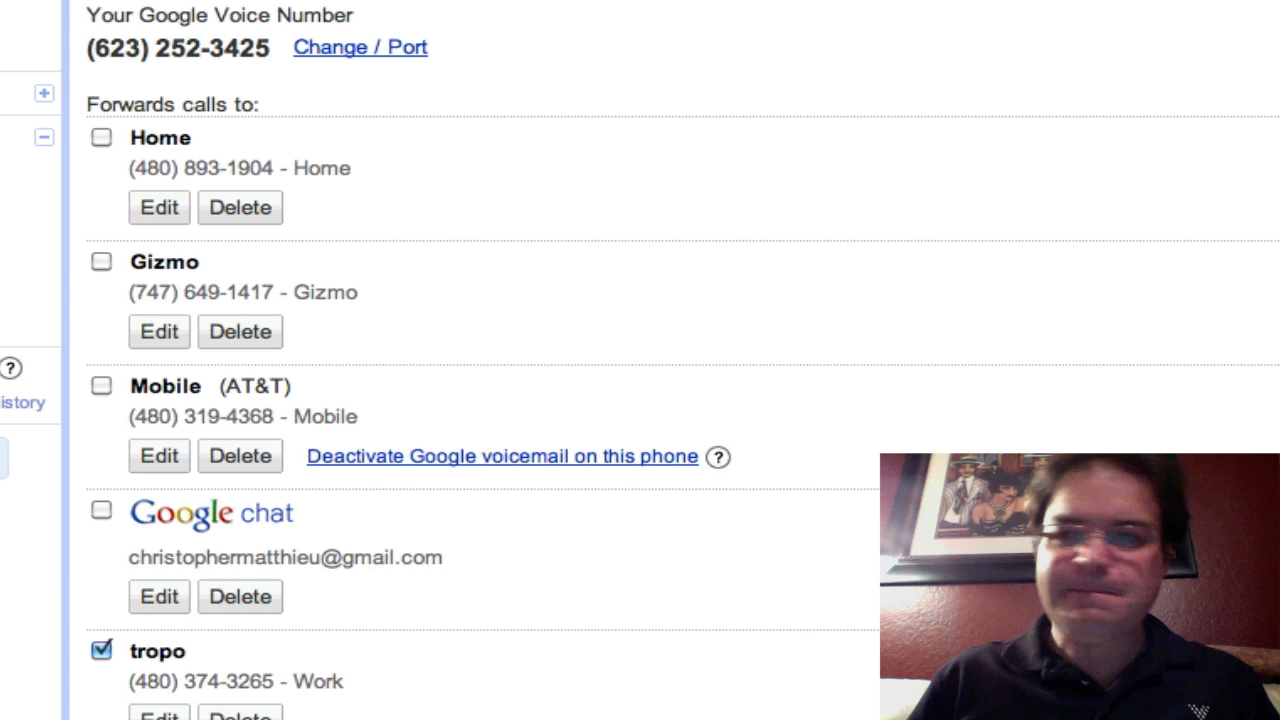 Your Google Voice Number
(623) 252-3425 Change / Port
Forwards calls to:
Home
(480) 893-1904 - Home
Edit Delete
Gizmo
(747) 649-1417 - Gizmo
Edit Delete
?
Mobile (AT&T)
istory
(480) 319-4368 - Mobile
Edit Delete Deactivate Google voicemail on this phone ?
Google chat
christophermatthieu@gmail.com
Edit Delete
tropo
(480) 374-3265 - Work
Edit Delete